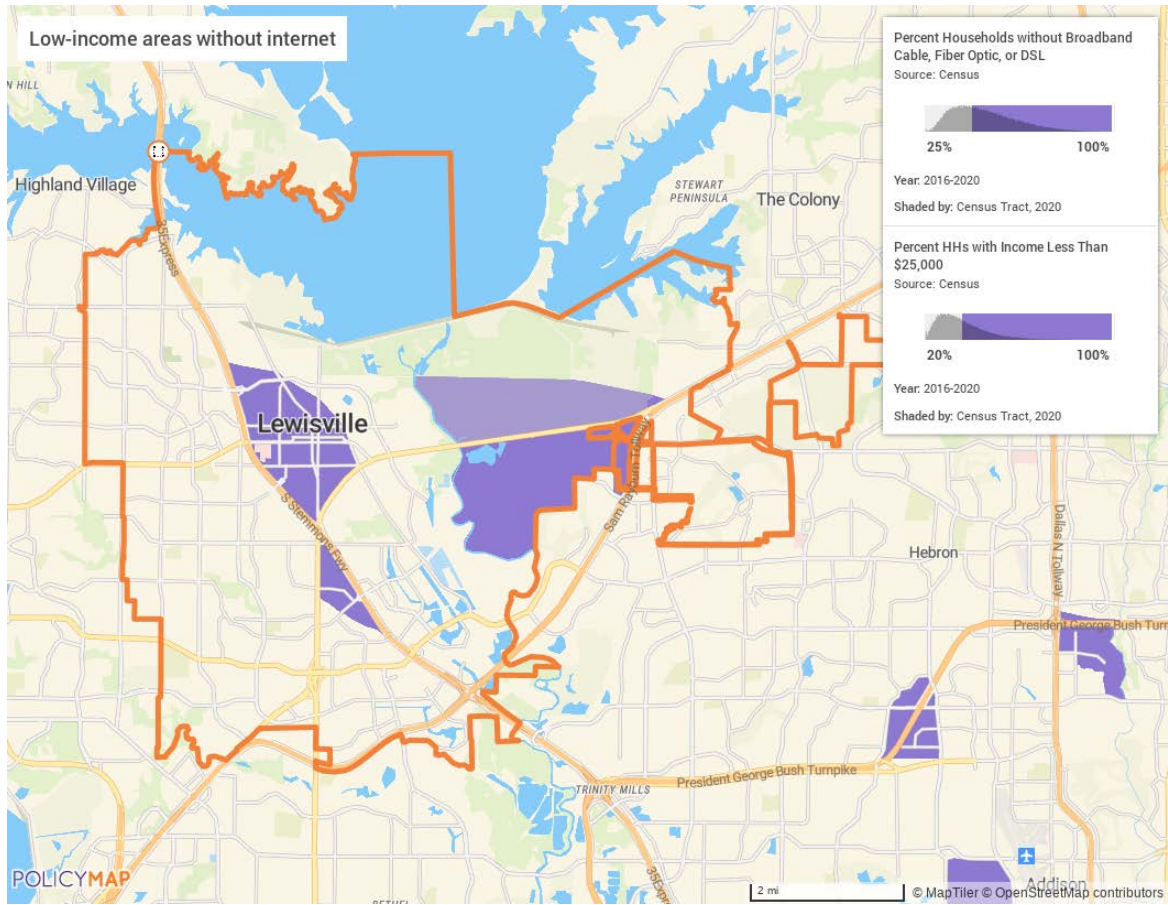 Low-income areas without internet
Percent Households without Broadband
Cable, Fiber Optic, or DSL
Source: Census
25% 100%
Year: 2016-2020
Shaded by: Census Tract, 2020
Percent HHs with Income Less Than
$25,000
Source: Census
20% 100%
Year: 2016-2020
Shaded by: Census Tract, 2020
N HILL
Highland Village
35Express
STEWART
PENINSULA
The Colony
Lewisville
S Stemmons Fwy
Sam Rayburn Tollway
Hebron
Dallas N Tollway
President George Bush Turn
President George Bush Turnpike
TRINITY MILLS
35Expre
Addison
POLICYMAP
2 mi
© MapTiler © OpenStreetMap contributors